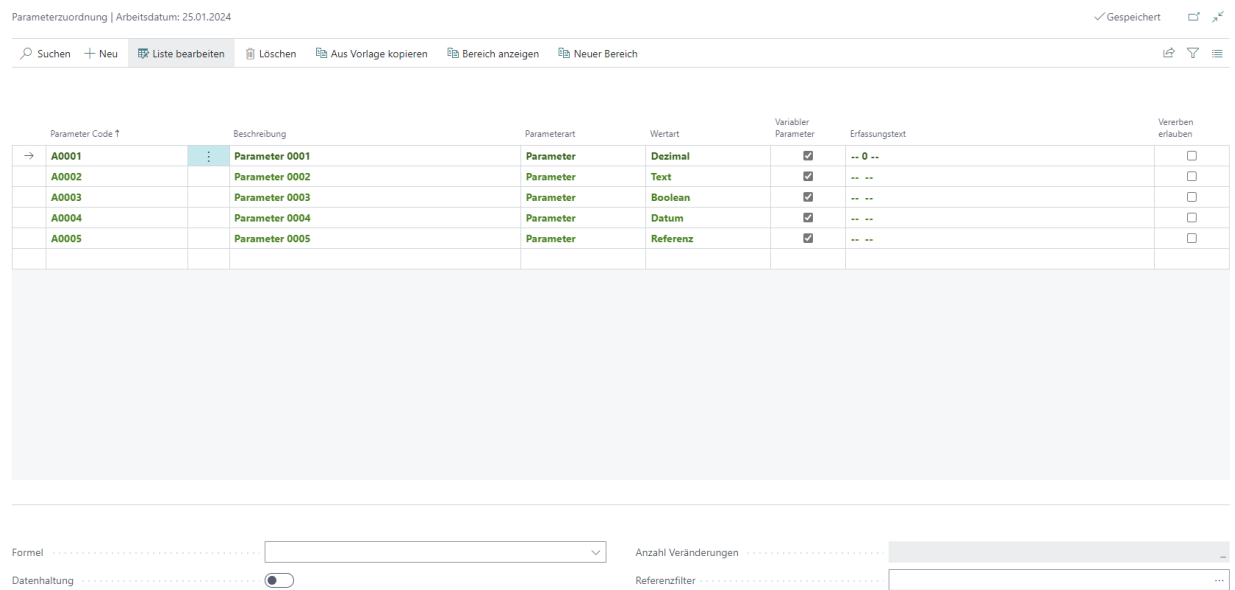 Parameterzuordnung | Arbeitsdatum: 25.01.2024 Gespeichert
Suchen Neu Liste bearbeiten Löschen Aus Vorlage kopieren Bereich anzeigen Neuer Bereich
Parameter Code ↑ Beschreibung Parameterart Wertart Variabler Parameter Erfassungstext Vererben erlauben
A0001 Parameter 0001 Parameter Dezimal -- 0 --
A0002 Parameter 0002 Parameter Text -- --
A0003 Parameter 0003 Parameter Boolean -- --
A0004 Parameter 0004 Parameter Datum -- --
A0005 Parameter 0005 Parameter Referenz -- --
Formel Anzahl Veränderungen _
Datenhaltung Referenzfilter ...